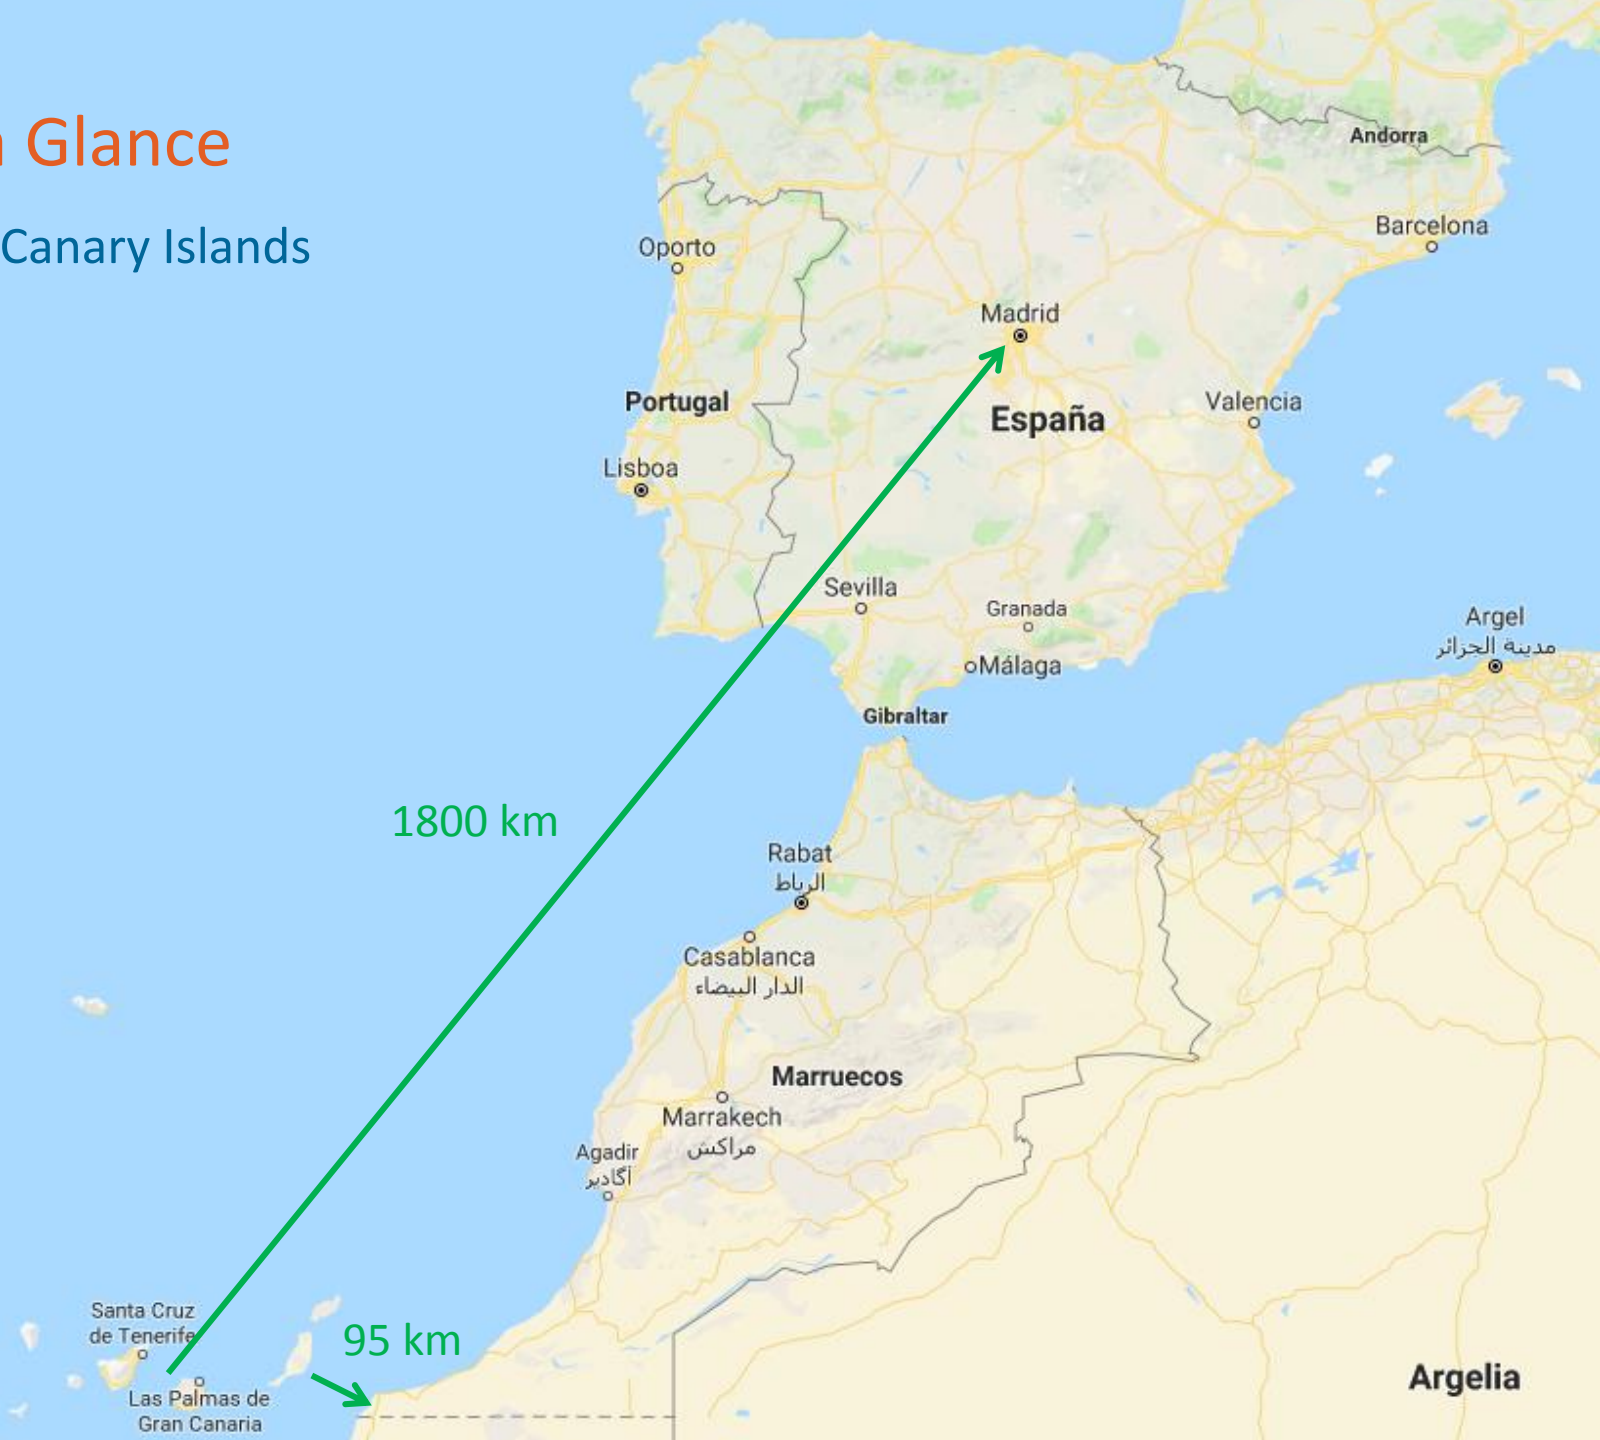 Glance
Canary Islands
Andorra
Barcelona
Oporto
Madrid
Portugal
España
Valencia
Lisboa
Sevilla
Granada
Málaga
Gibraltar
Argel
مدينة الجزائر
1800 km
Rabat
الرباط
Casablanca
الدار البيضاء
Marruecos
Marrakech
مراكش
Agadir
أگادير
Santa Cruz
de Tenerife
95 km
Las Palmas de
Gran Canaria
Argelia